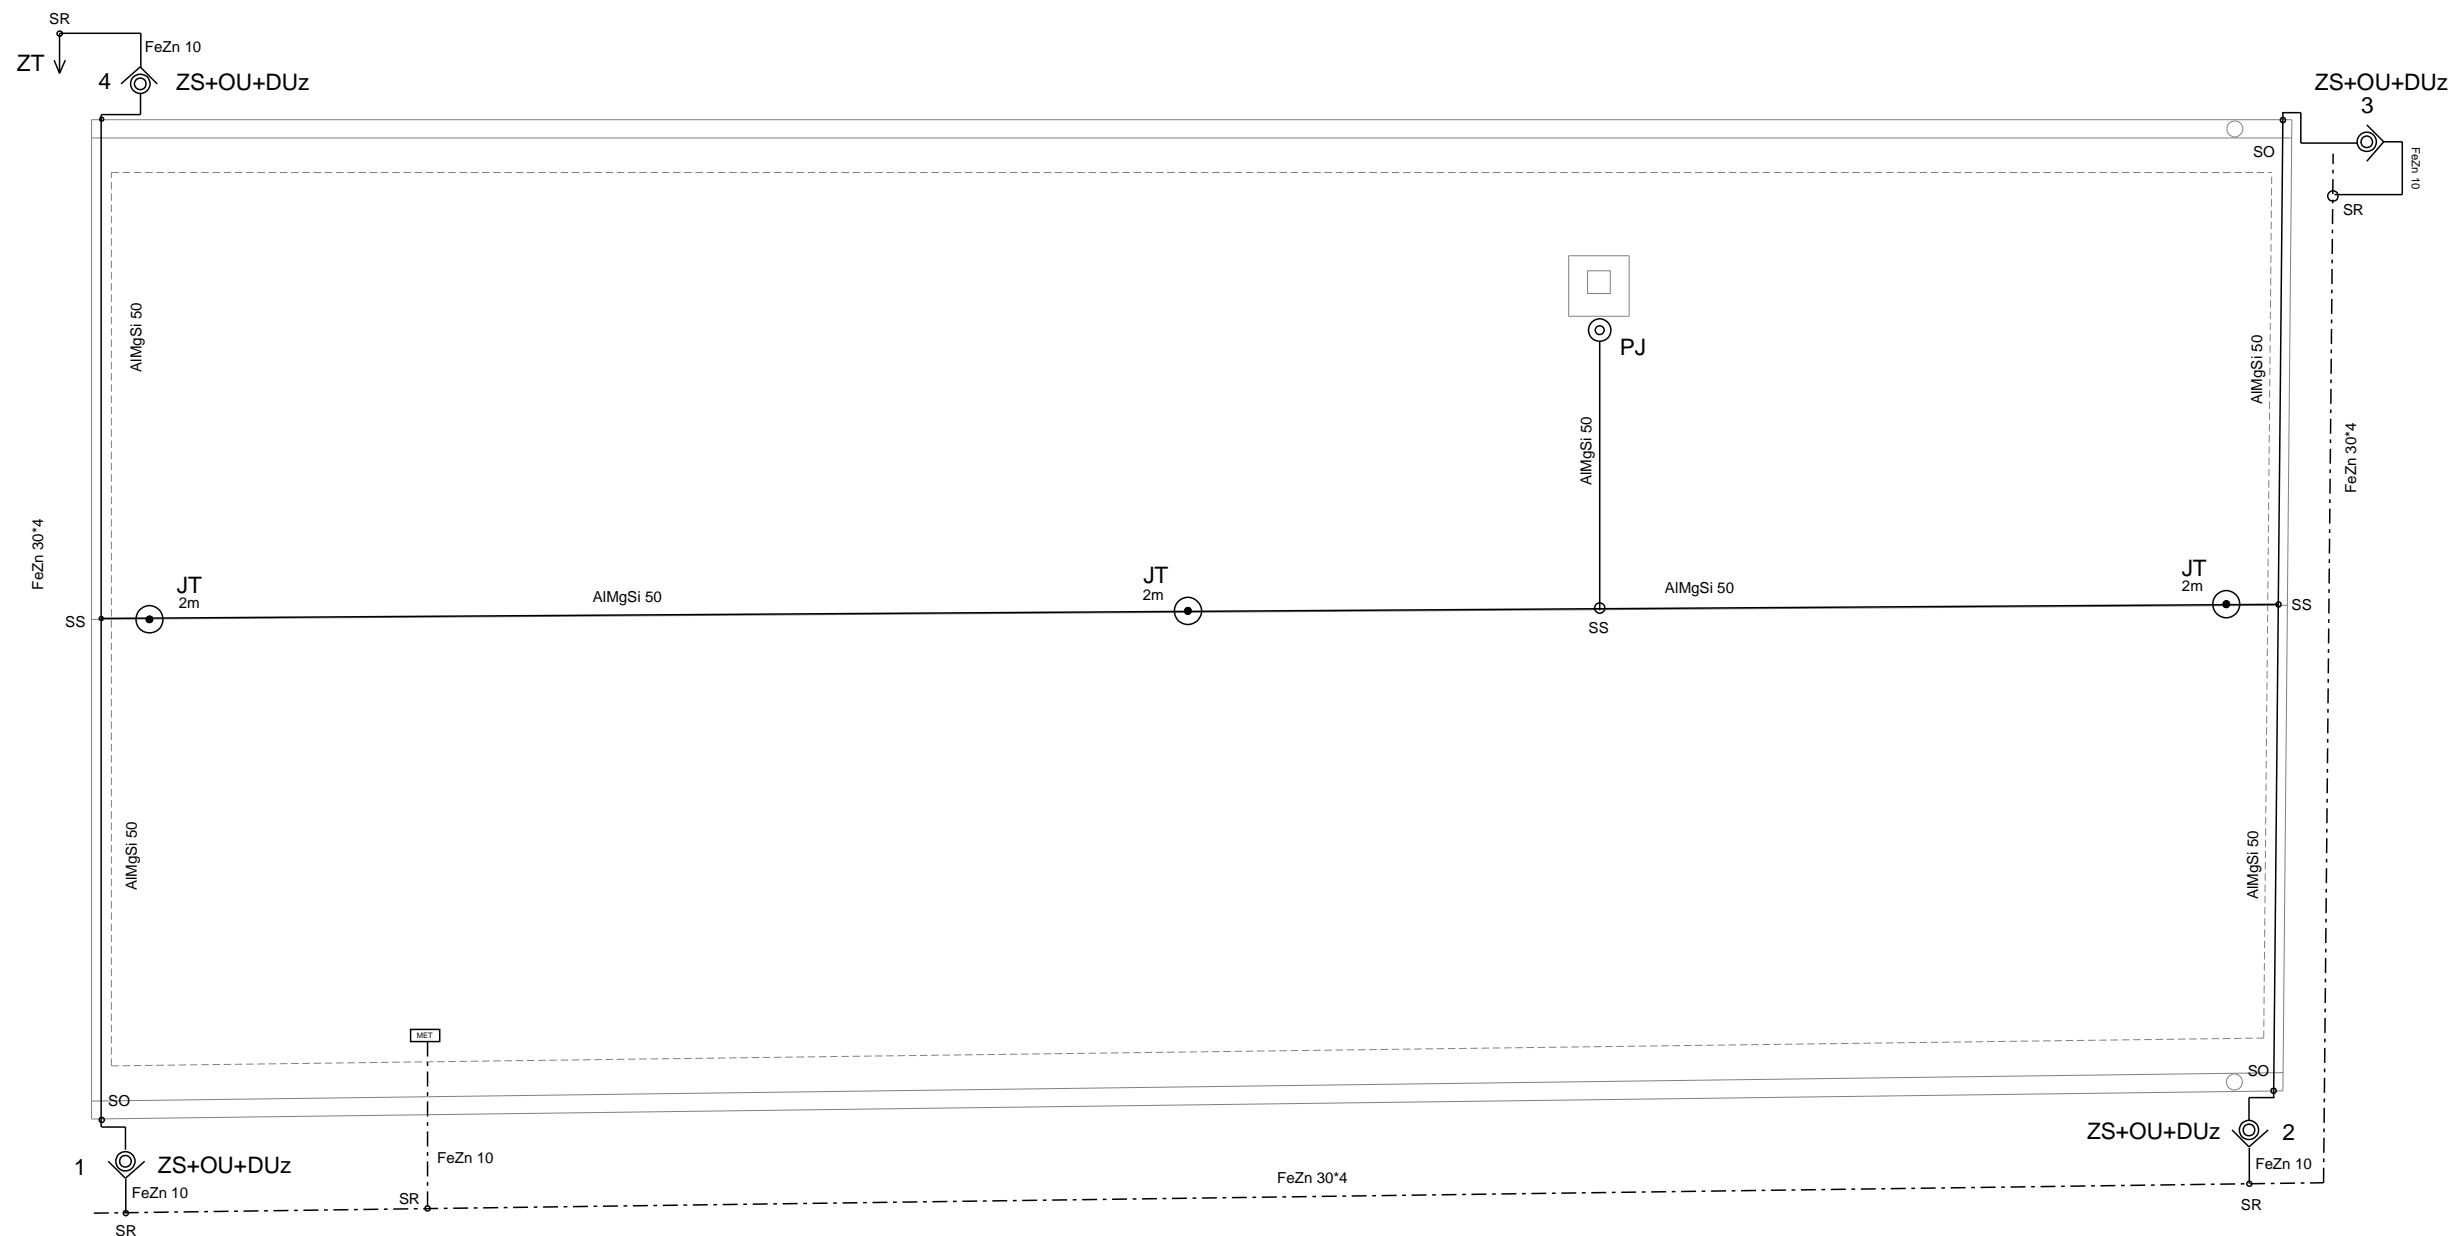 SR
FeZn 10
ZT
4
ZS+OU+DUz
ZS+OU+DUz
3
SO
FeZn 10
SR
AlMgSi 50
PJ
AlMgSi 50
AlMgSi 50
FeZn 30*4
FeZn 30*4
JT
2m
AlMgSi 50
JT
2m
AlMgSi 50
JT
2m
SS
SS
SS
AlMgSi 50
AlMgSi 50
MET
SO
SO
1
ZS+OU+DUz
FeZn 10
FeZn 10
SR
SR
FeZn 30*4
ZS+OU+DUz
2
FeZn 10
SR